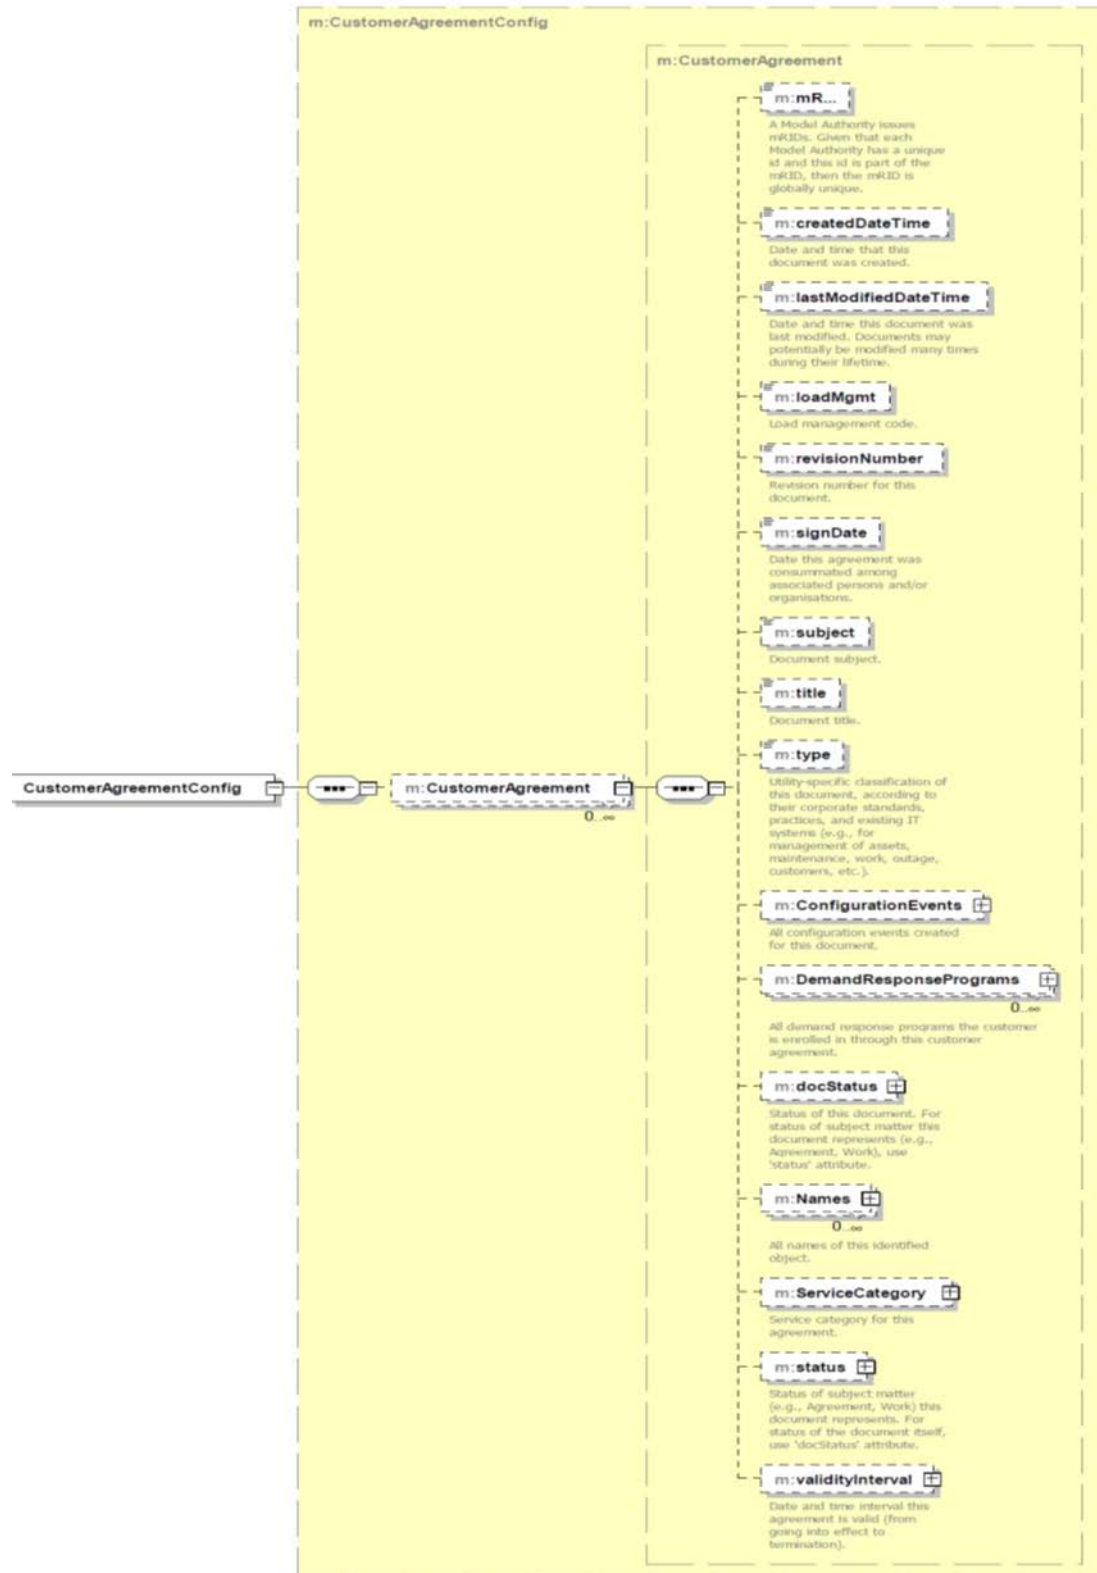 m:CustomerAgreementConfig
m:CustomerAgreement
m:mR...
A Model Authority issues
mRIDs. Given that each
Model Authority has a unique
id and this id is part of the
mRID, then the mRID is
globally unique.
m:createdDateTime
Date and time that this
document was created.
m:lastModifiedDateTime
Date and time this document was
last modified. Documents may
potentially be modified many times
during their lifetime.
m:loadMgmt
Load management code.
m:revisionNumber
Revision number for this
document.
m:signDate
Date this agreement was
consummated among
associated persons and/or
organisations.
m:subject
Document subject.
m:title
Document title.
m:type
Utility-specific classification of
this document, according to
their corporate standards,
practices, and existing IT
systems (e.g., for
management of assets,
maintenance, work, outage,
customers, etc.).
CustomerAgreementConfig
m:CustomerAgreement
0..∞
m:ConfigurationEvents
All configuration events created
for this document.
m:DemandResponsePrograms
0..∞
All demand response programs the customer
is enrolled in through this customer
agreement.
m:docStatus
Status of this document. For
status of subject matter this
document represents (e.g.,
Agreement, Work), use
'status' attribute.
m:Names
0..∞
All names of this identified
object.
m:ServiceCategory
Service category for this
agreement.
m:status
Status of subject matter
(e.g., Agreement, Work) this
document represents. For
status of the document itself,
use 'docStatus' attribute.
m:validityInterval
Date and time interval this
agreement is valid (from
going into effect to
termination).